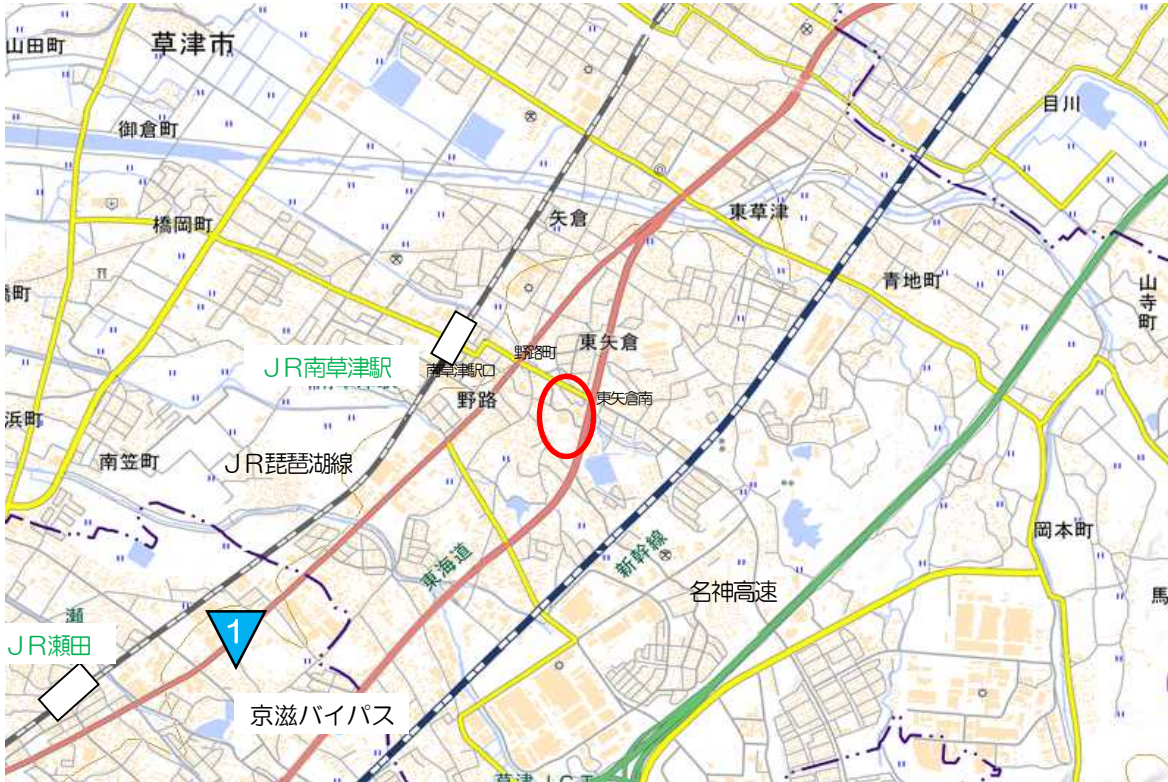 山田町
草津市
目川
御倉町
橋岡町
矢倉
東草津
青地町
山寺町
JR南草津駅
南草津駅口
野路町
東矢倉
野路
東矢倉南
浜町
南笠町
JR琵琶湖線
岡本町
東海道
新幹線
名神高速
馬
瀬
1
JR瀬田
京滋バイパス
草津JCT